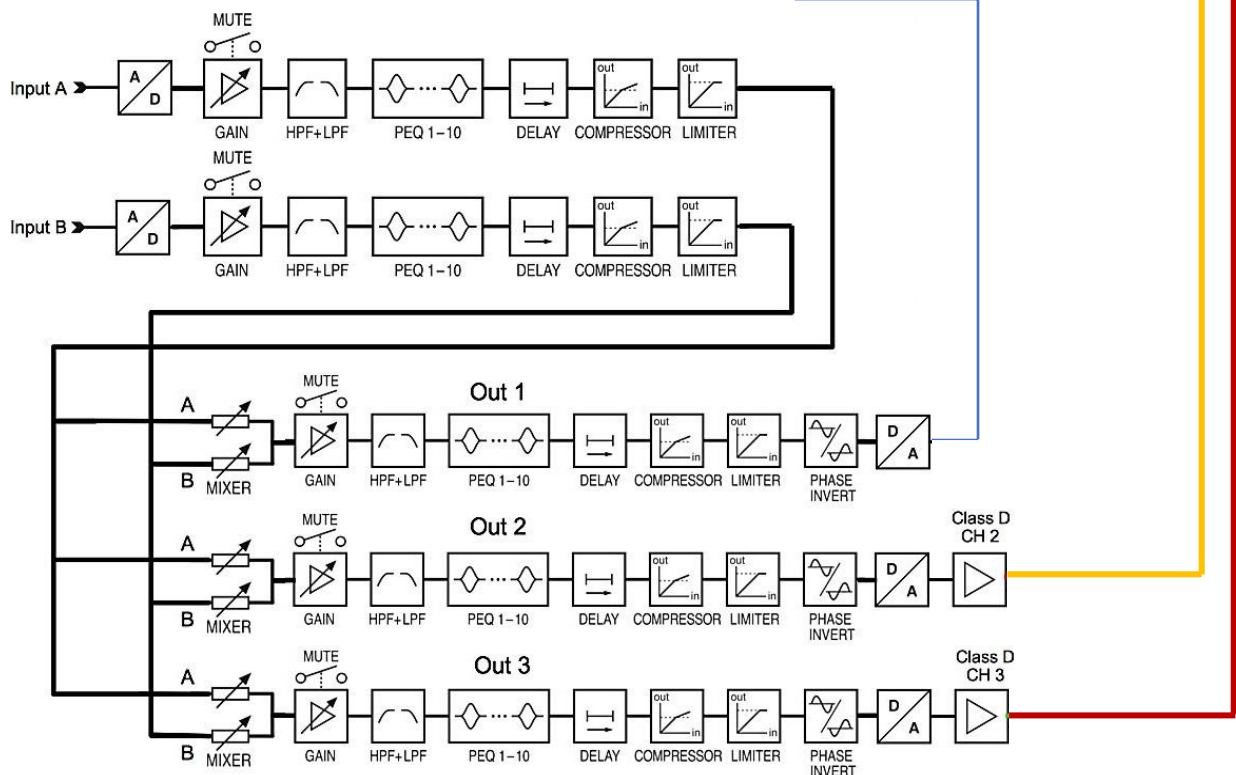 MUTE
Input A
A
D
out
in
out
in
GAIN
HPF+LPF
PEQ 1–10
DELAY
COMPRESSOR
LIMITER
MUTE
Input B
A
D
out
in
out
in
GAIN
HPF+LPF
PEQ 1–10
DELAY
COMPRESSOR
LIMITER
Out 1
MUTE
A
B
MIXER
out
in
out
in
D
A
GAIN
HPF+LPF
PEQ 1–10
DELAY
COMPRESSOR
LIMITER
PHASE
INVERT
Out 2
MUTE
Class D
CH 2
A
B
MIXER
out
in
out
in
D
A
GAIN
HPF+LPF
PEQ 1–10
DELAY
COMPRESSOR
LIMITER
PHASE
INVERT
Out 3
MUTE
Class D
CH 3
A
B
MIXER
out
in
out
in
D
A
GAIN
HPF+LPF
PEQ 1–10
DELAY
COMPRESSOR
LIMITER
PHASE
INVERT